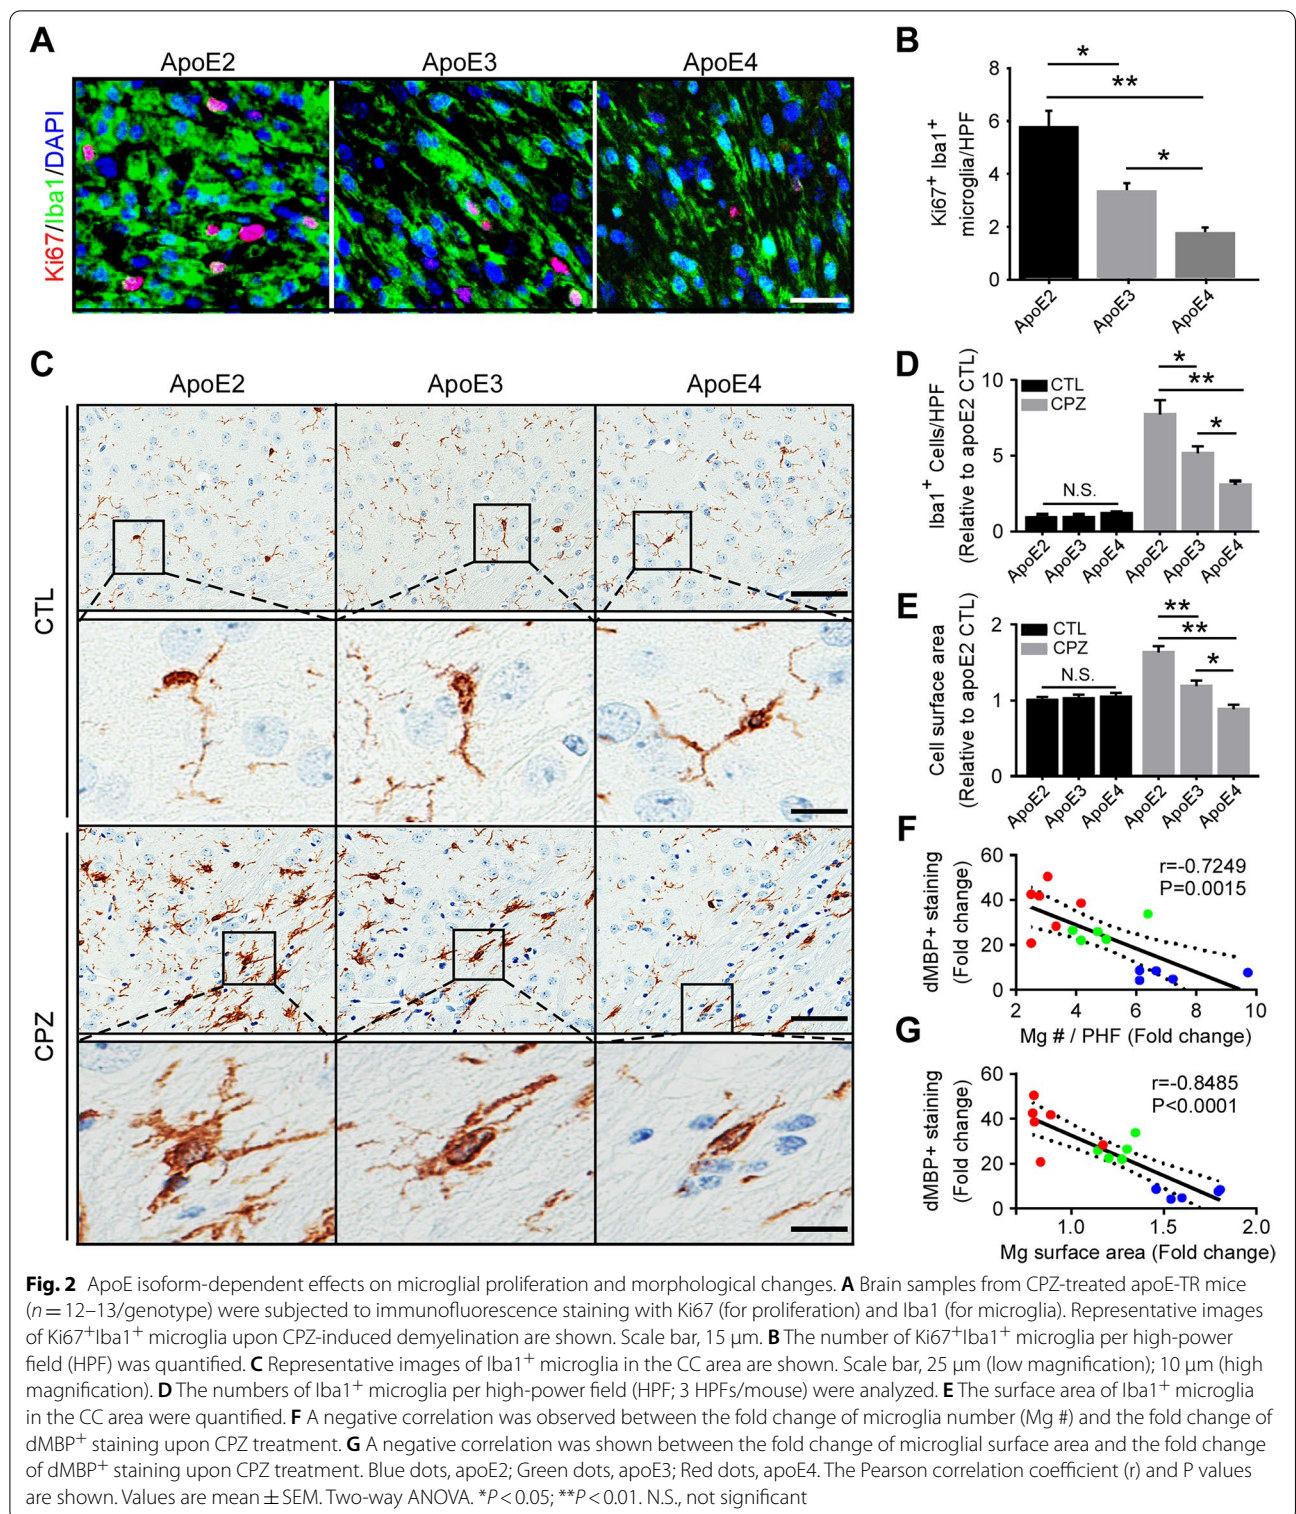 A
ApoE2 ApoE3 ApoE4
Ki67/Iba1/DAPI
B
Ki67+ Iba1+
microglia/HPF
8
6
4
2
0
*
**
*
ApoE2 ApoE3 ApoE4
C
ApoE2 ApoE3 ApoE4
CTL
CPZ
D
Iba1+ Cells/HPF
(Relative to apoE2 CTL)
10
5
0
CTL
CPZ
N.S.
*
**
*
ApoE2 ApoE3 ApoE4 ApoE2 ApoE3 ApoE4
E
Cell surface area
(Relative to apoE2 CTL)
2
1
0
CTL
CPZ
N.S.
**
**
*
ApoE2 ApoE3 ApoE4 ApoE2 ApoE3 ApoE4
F
dMBP+ staining
(Fold change)
60
40
20
0
r=-0.7249
P=0.0015
2 4 6 8 10
Mg # / PHF (Fold change)
G
dMBP+ staining
(Fold change)
60
40
20
0
r=-0.8485
P<0.0001
1.0 1.5 2.0
Mg surface area (Fold change)
Fig. 2 ApoE isoform-dependent effects on microglial proliferation and morphological changes. A Brain samples from CPZ-treated apoE-TR mice
(n = 12–13/genotype) were subjected to immunofluorescence staining with Ki67 (for proliferation) and Iba1 (for microglia). Representative images
of Ki67+Iba1+ microglia upon CPZ-induced demyelination are shown. Scale bar, 15 µm. B The number of Ki67+Iba1+ microglia per high-power
field (HPF) was quantified. C Representative images of Iba1+ microglia in the CC area are shown. Scale bar, 25 µm (low magnification); 10 µm (high
magnification). D The numbers of Iba1+ microglia per high-power field (HPF; 3 HPFs/mouse) were analyzed. E The surface area of Iba1+ microglia
in the CC area were quantified. F A negative correlation was observed between the fold change of microglia number (Mg #) and the fold change of
dMBP+ staining upon CPZ treatment. G A negative correlation was shown between the fold change of microglial surface area and the fold change
of dMBP+ staining upon CPZ treatment. Blue dots, apoE2; Green dots, apoE3; Red dots, apoE4. The Pearson correlation coefficient (r) and P values
are shown. Values are mean ± SEM. Two-way ANOVA. *P < 0.05; **P < 0.01. N.S., not significant